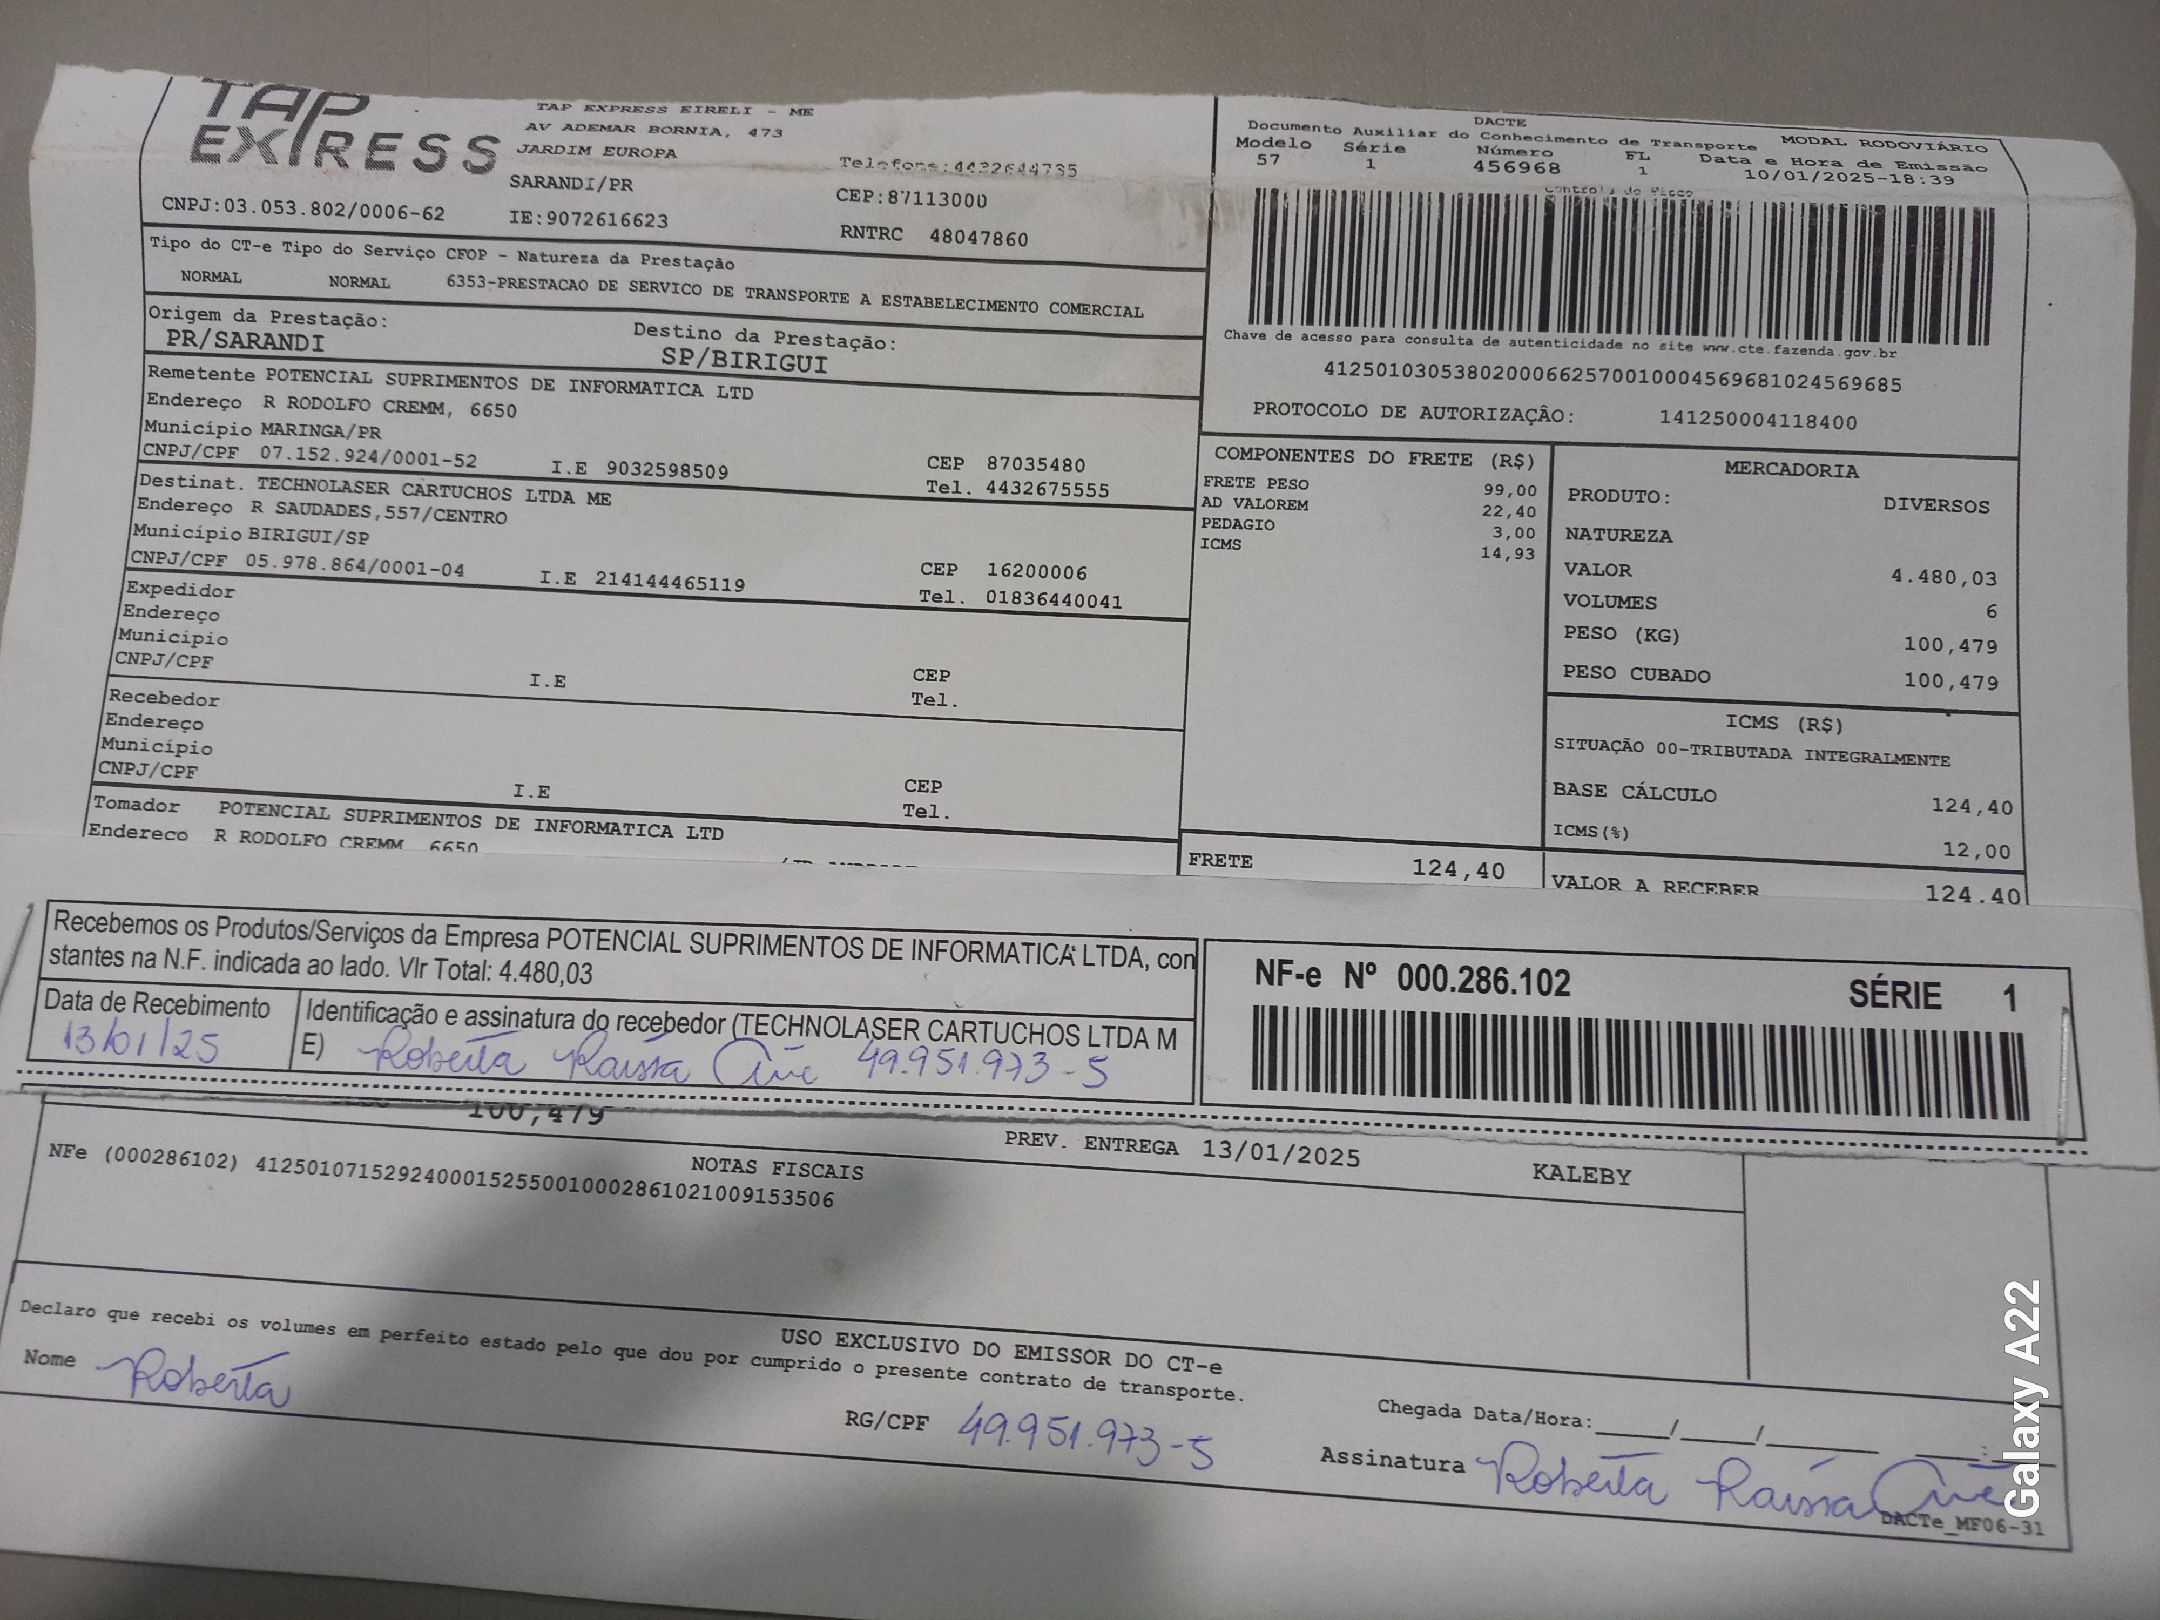 TAP EXPRESS
TAP EXPRESS EIRELI - ME
AV ADEMAR BORNIA, 473
JARDIM EUROPA
SARANDI/PR
IE:9072616623
Telefone:4432644735
CEP:87113000
RNTRC 48047860
CNPJ:03.053.802/0006-62
DACTE
Documento Auxiliar do Conhecimento de Transporte MODAL RODOVIÁRIO
Modelo Série Número FL Data e Hora de Emissão
57 1 456968 1 10/01/2025-18:39
Controle do Fisco
Chave de acesso para consulta de autenticidade no site www.cte.fazenda.gov.br
41250103053802000662570010004569681024569685
PROTOCOLO DE AUTORIZAÇÃO: 141250004118400
Tipo do CT-e Tipo do Serviço CFOP - Natureza da Prestação
NORMAL NORMAL 6353-PRESTACAO DE SERVICO DE TRANSPORTE A ESTABELECIMENTO COMERCIAL
Origem da Prestação: Destino da Prestação:
PR/SARANDI SP/BIRIGUI
Remetente POTENCIAL SUPRIMENTOS DE INFORMATICA LTD
Endereço R RODOLFO CREMM, 6650
Município MARINGA/PR CEP 87035480
CNPJ/CPF 07.152.924/0001-52 I.E 9032598509 Tel. 4432675555
Destinat. TECHNOLASER CARTUCHOS LTDA ME
Endereço R SAUDADES,557/CENTRO
Município BIRIGUI/SP CEP 16200006
CNPJ/CPF 05.978.864/0001-04 I.E 214144465119 Tel. 01836440041
Expedidor
Endereço
Município CEP
CNPJ/CPF I.E Tel.
Recebedor
Endereço
Município CEP
CNPJ/CPF I.E Tel.
Tomador POTENCIAL SUPRIMENTOS DE INFORMATICA LTD
Endereco R RODOLFO CREMM 6650
COMPONENTES DO FRETE (R$)
FRETE PESO 99,00
AD VALOREM 22,40
PEDAGIO 3,00
ICMS 14,93
FRETE 124,40
MERCADORIA
PRODUTO: DIVERSOS
NATUREZA
VALOR 4.480,03
VOLUMES 6
PESO (KG) 100,479
PESO CUBADO 100,479
ICMS (R$)
SITUAÇÃO 00-TRIBUTADA INTEGRALMENTE
BASE CÁLCULO 124,40
ICMS(%) 12,00
VALOR A RECEBER 124.40
Recebemos os Produtos/Serviços da Empresa POTENCIAL SUPRIMENTOS DE INFORMATICA LTDA, con
stantes na N.F. indicada ao lado. Vlr Total: 4.480,03
Data de Recebimento
13/01/25
Identificação e assinatura do recebedor (TECHNOLASER CARTUCHOS LTDA M
E) Roberta Raissa 49.951.973-5
NF-e Nº 000.286.102 SÉRIE 1
100,479
PREV. ENTREGA 13/01/2025 KALEBY
NOTAS FISCAIS
NFe (000286102) 41250107152924000152550010002861021009153506
USO EXCLUSIVO DO EMISSOR DO CT-e
Declaro que recebi os volumes em perfeito estado pelo que dou por cumprido o presente contrato de transporte.
Nome Roberta
RG/CPF 49.951.973-5
Chegada Data/Hora:____/____/______ ____:____
Assinatura Roberta Raissa
DACTe_MF06-31
Galaxy A22